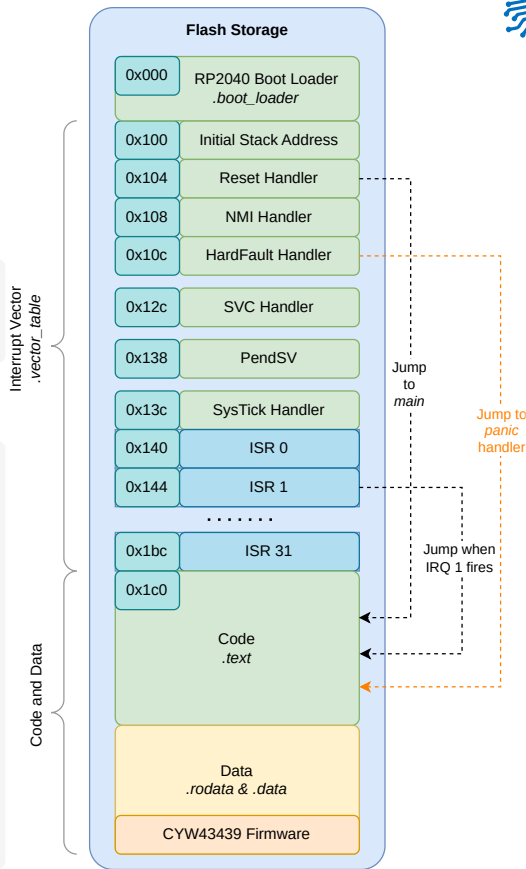 Flash Storage
0x000
RP2040 Boot Loader
.boot_loader
0x100
Initial Stack Address
0x104
Reset Handler
0x108
NMI Handler
0x10c
HardFault Handler
0x12c
SVC Handler
0x138
PendSV
0x13c
SysTick Handler
0x140
ISR 0
0x144
ISR 1
.......
0x1bc
ISR 31
0x1c0
Code
.text
Data
.rodata & .data
CYW43439 Firmware
Interrupt Vector
.vector_table
Code and Data
Jump
to
main
Jump to
panic
handler
Jump when
IRQ 1 fires